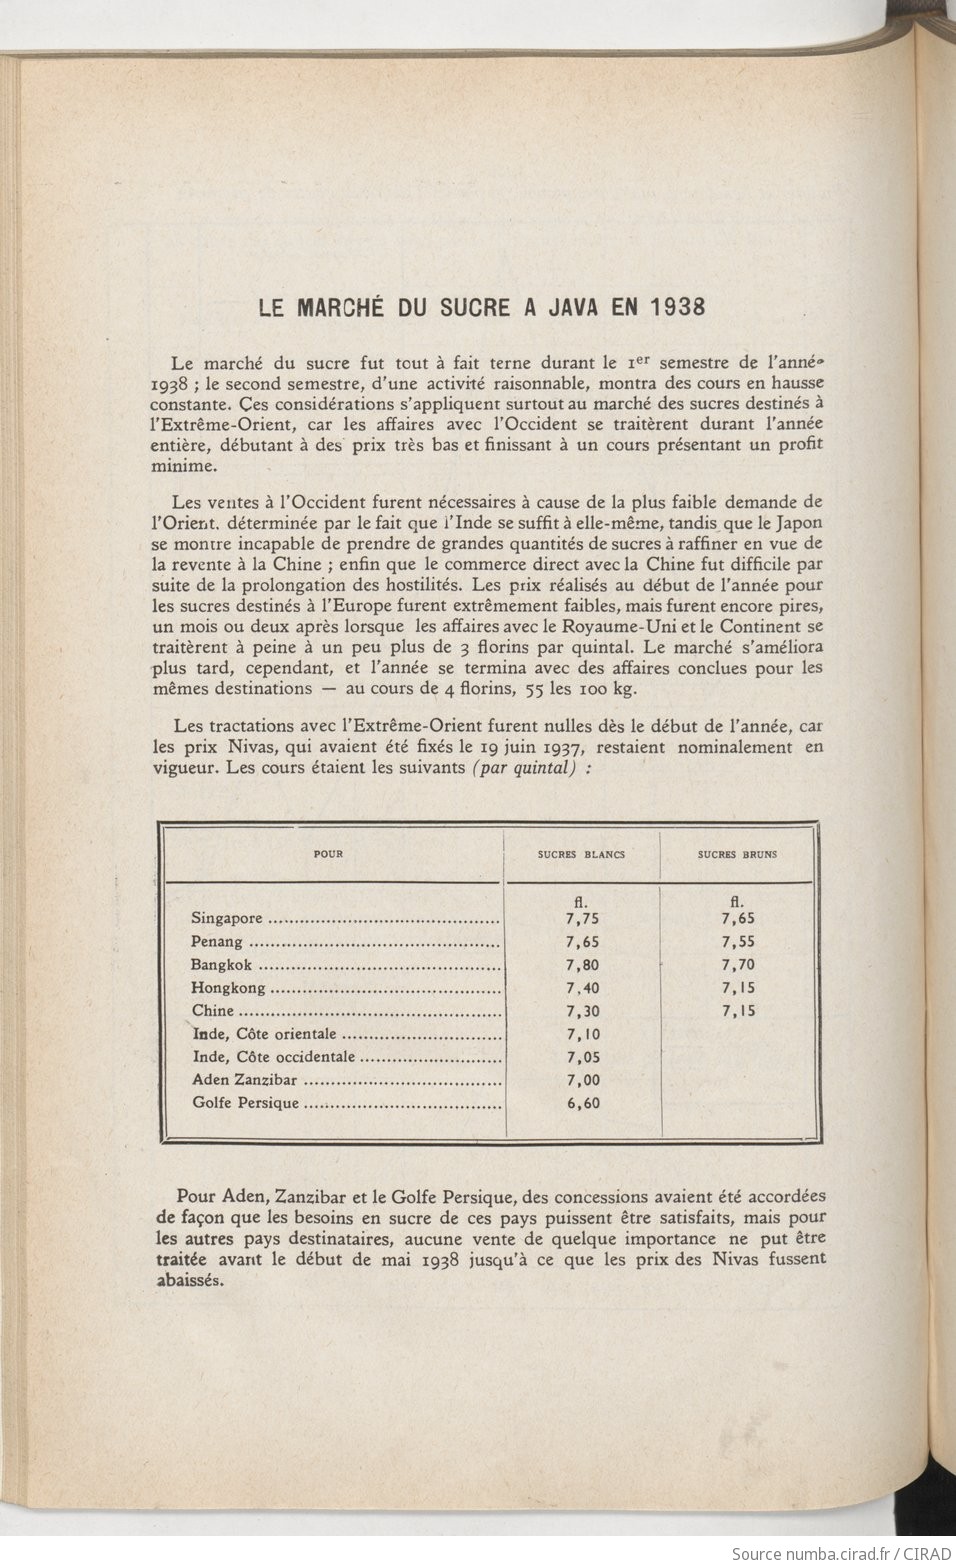 LE MARCHÉ DU SUCRE A JAVA EN 1938
Le marché du sucre fut tout à fait terne durant le 1er semestre de l'année
1938 ; le second semestre, d'une activité raisonnable, montra des cours en hausse
constante. Ces considérations s'appliquent surtout au marché des sucres destinés à
l'Extrême-Orient, car les affaires avec l'Occident se traitèrent durant l'année
entière, débutant à des prix très bas et finissant à un cours présentant un profit
minime.
Les ventes à l'Occident furent nécessaires à cause de la plus faible demande de
l'Orient. déterminée par le fait que l'Inde se suffit à elle-même, tandis que le Japon
se montre incapable de prendre de grandes quantités de sucres à raffiner en vue de
la revente à la Chine ; enfin que le commerce direct avec la Chine fut difficile par
suite de la prolongation des hostilités. Les prix réalisés au début de l'année pour
les sucres destinés à l'Europe furent extrêmement faibles, mais furent encore pires,
un mois ou deux après lorsque les affaires avec le Royaume-Uni et le Continent se
traitèrent à peine à un peu plus de 3 florins par quintal. Le marché s'améliora
plus tard, cependant, et l'année se termina avec des affaires conclues pour les
mêmes destinations — au cours de 4 florins, 55 les 100 kg.
Les tractations avec l'Extrême-Orient furent nulles dès le début de l'année, car
les prix Nivas, qui avaient été fixés le 19 juin 1937, restaient nominalement en
vigueur. Les cours étaient les suivants (par quintal) :
POUR SUCRES BLANCS SUCRES BRUNS
fl. fl.
Singapore ............ 7,75 7,65
Penang ............ 7,65 7,55
Bangkok ............ 7,80 7,70
Hongkong ............ 7,40 7,15
Chine ............ 7,30 7,15
Inde, Côte orientale ............ 7,10
Inde, Côte occidentale ............ 7,05
Aden Zanzibar ............ 7,00
Golfe Persique ............ 6,60
Pour Aden, Zanzibar et le Golfe Persique, des concessions avaient été accordées
de façon que les besoins en sucre de ces pays puissent être satisfaits, mais pour
les autres pays destinataires, aucune vente de quelque importance ne put être
traitée avant le début de mai 1938 jusqu'à ce que les prix des Nivas fussent
abaissés.
Source numba.cirad.fr / CIRAD